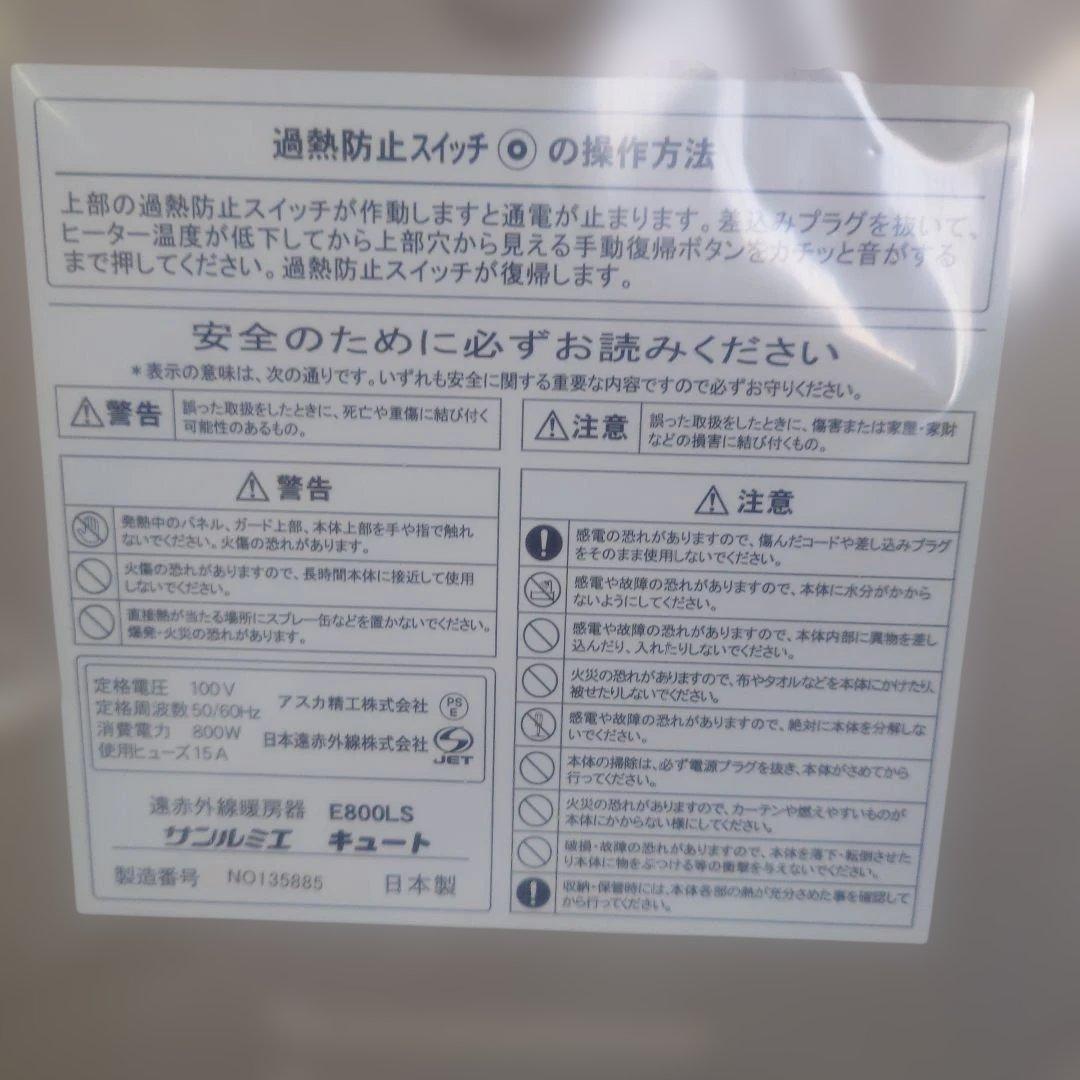 過熱防止スイッチ の操作方法
上部の過熱防止スイッチが作動しますと通電が止まります。差込みプラグを抜いて、
ヒーター温度が低下してから上部穴から見える手動復帰ボタンをカチッと音がする
まで押してください。過熱防止スイッチが復帰します。
安全のために必ずお読みください
*表示の意味は、次の通りです。いずれも安全に関する重要な内容ですので必ずお守りください。
警告
誤った取扱をしたときに、死亡や重傷に結び付く
可能性のあるもの。
注意
誤った取扱をしたときに、傷害または家屋・家財
などの損害に結び付くもの。
警告
発熱中のパネル、ガード上部、本体上部を手や指で触れ
ないでください。火傷の恐れがあります。
火傷の恐れがありますので、長時間本体に接近して使用
しないでください。
直接熱が当たる場所にスプレー缶などを置かないでください。
爆発・火災の恐れがあります。
定格電圧 100V
定格周波数 50/60Hz
消費電力 800W
使用ヒューズ 15A
アスカ精工株式会社
PS
E
日本遠赤外線株式会社
JET
遠赤外線暖房器 E800LS
サンルミエ キュート
製造番号 NO135885 日本製
注意
感電の恐れがありますので、傷んだコードや差し込みプラグ
をそのまま使用しないでください。
感電や故障の恐れがありますので、本体に水分がかから
ないようにしてください。
感電や故障の恐れがありますので、本体内部に異物を差し
込んだり、入れたりしないでください。
火災の恐れがありますので、布やタオルなどを本体にかけたり、
被せたりしないでください。
感電や故障の恐れがありますので、絶対に本体を分解しな
いでください。
本体の掃除は、必ず電源プラグを抜き、本体がさめてから
行ってください。
火災の恐れがありますので、カーテンや燃えやすいものが
本体にかからない様にしてください。
破損・故障の恐れがありますので、本体を落下・転倒させた
り本体に物をぶつける等の衝撃を与えないでください。
収納・保管時には、本体各部の熱が充分さめた事を確認して
から行ってください。